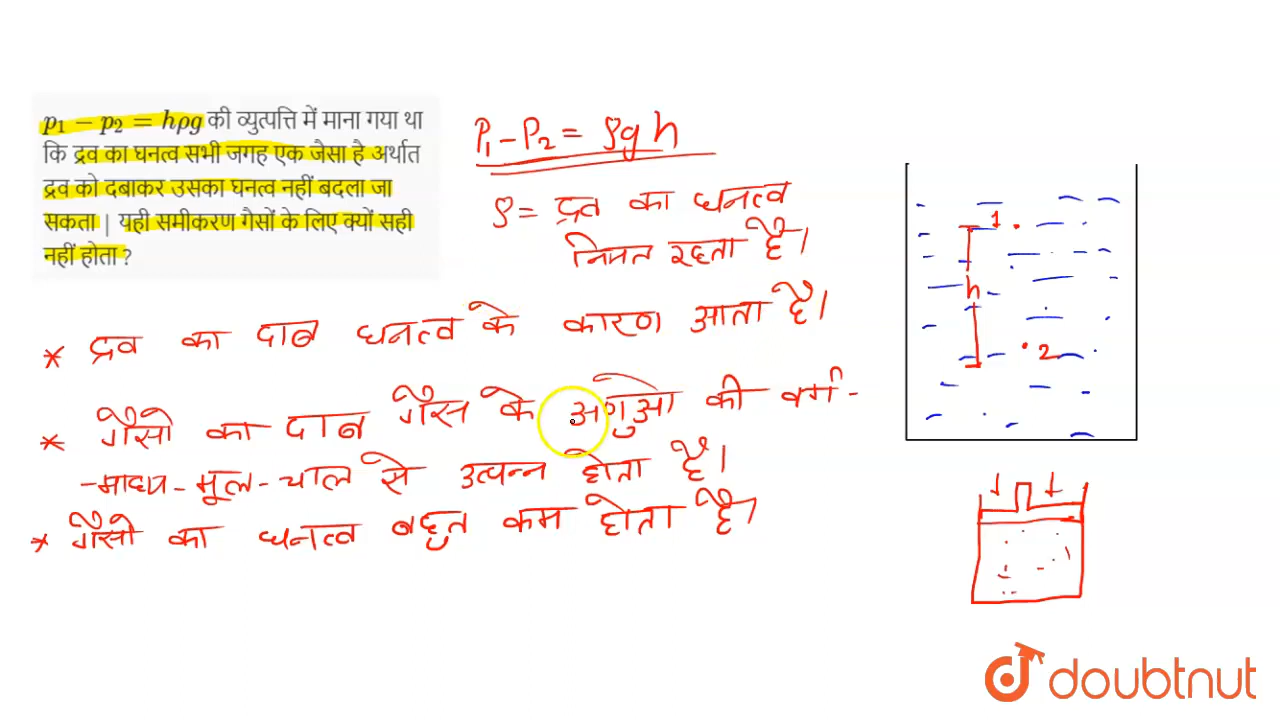 p₁ − p₂ = hρg की व्युत्पत्ति में माना गया था
कि द्रव का घनत्व सभी जगह एक जैसा है अर्थात
द्रव को दबाकर उसका घनत्व नहीं बदला जा
सकता | यही समीकरण गैसों के लिए क्यों सही
नहीं होता ?
P₁ - P₂ = ρgh
ρ = द्रव का घनत्व
नियत रहता है।
* द्रव का दाब घनत्व के कारण आता है।
* गैसो का दाब गैस के अणुओ की वर्ग -
- माध्य - मूल - चाल से उत्पन्न होता है।
* गैसो का घनत्व बहुत कम होता है।
1
h
2
doubtnut